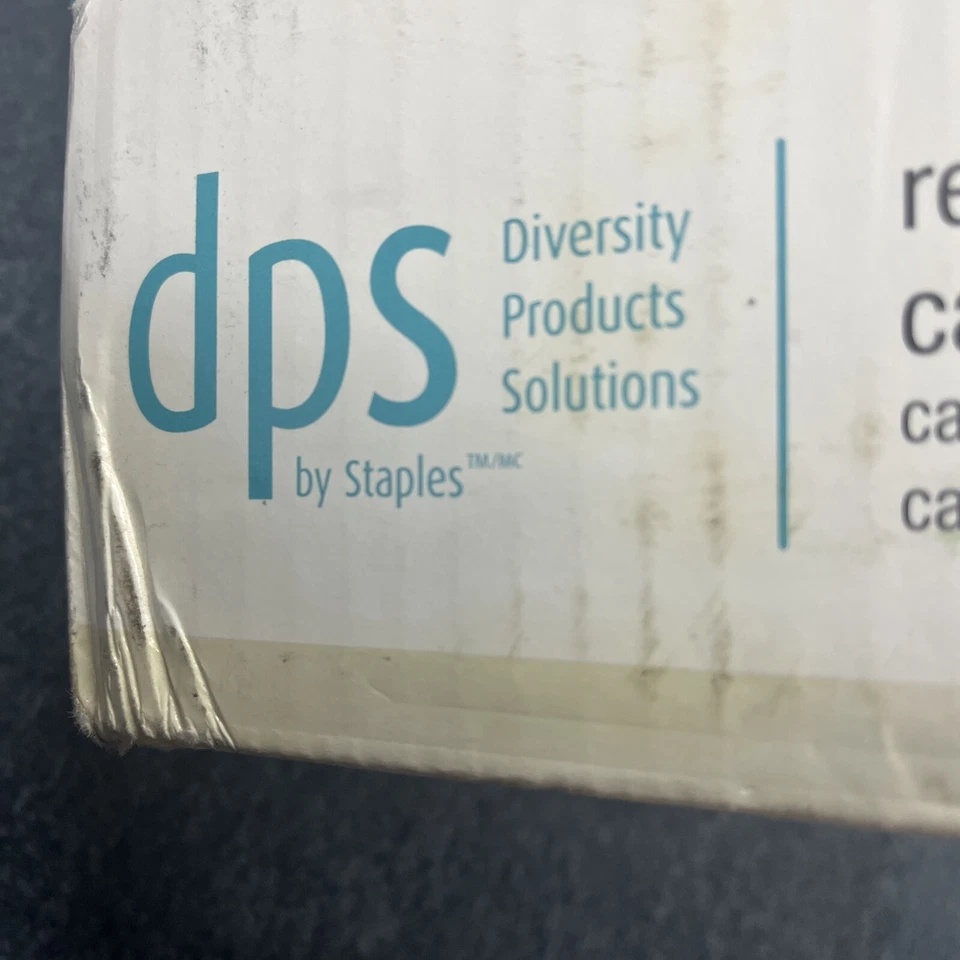 dps
Diversity
Products
Solutions
by Staples™/MC